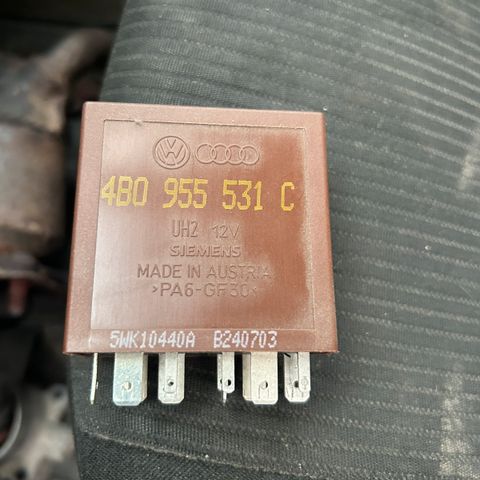 4B0 955 531 C
UH2 12V
SIEMENS
MADE IN AUSTRIA
>PA6-GF30<
5WK10440A B240703